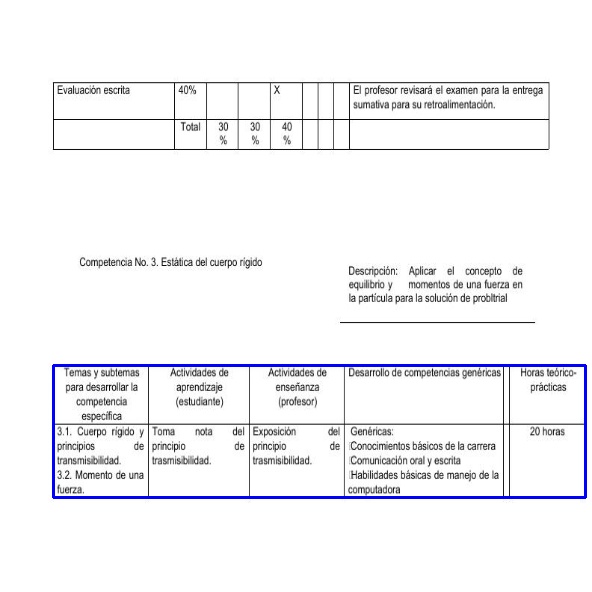 Evaluación escrita 40% X El profesor revisará el examen para la entrega
sumativa para su retroalimentación.
Total 30 30 40
% % %
Competencia No. 3. Estática del cuerpo rígido
Descripción: Aplicar el concepto de
equilibrio y momentos de una fuerza en
la partícula para la solución de probltrial
Temas y subtemas
para desarrollar la
competencia
específica
Actividades de
aprendizaje
(estudiante)
Actividades de
enseñanza
(profesor)
Desarrollo de competencias genéricas
Horas teórico-
prácticas
3.1. Cuerpo rígido y
principios de
transmisibilidad.
3.2. Momento de una
fuerza.
Toma nota del
principio de
trasmisibilidad.
Exposición del
principio de
trasmisibilidad.
Genéricas:
Conocimientos básicos de la carrera
Comunicación oral y escrita
Habilidades básicas de manejo de la
computadora
20 horas